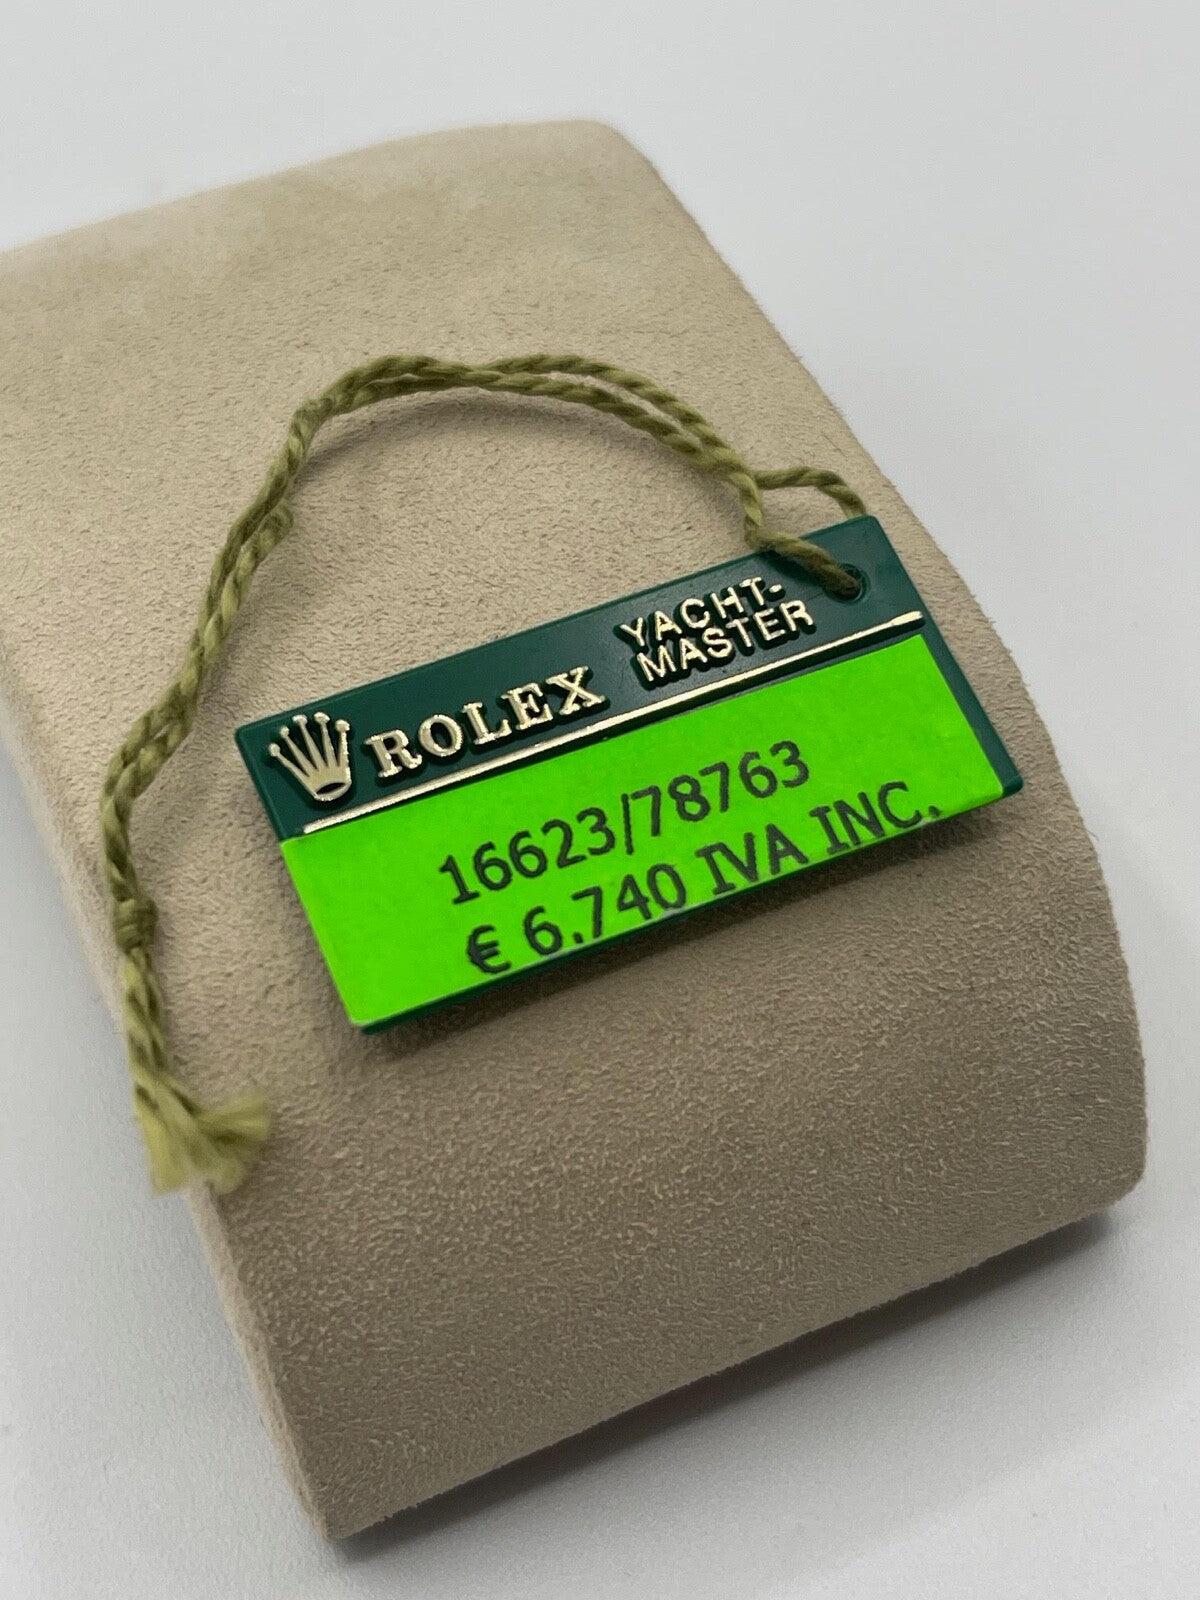 ROLEX YACHT-
MASTER
16623/78763
€ 6.740 IVA INC.